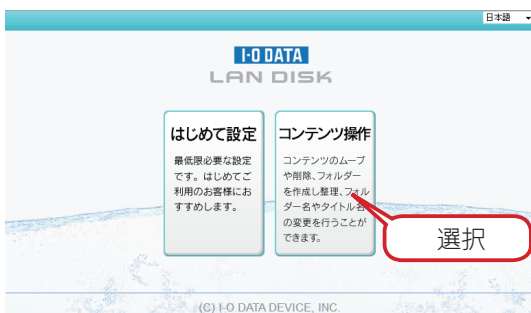 日本語
I-O DATA
LAN DISK
はじめて設定
最低限必要な設定
です。はじめてご
利用のお客様にお
すすめします。
コンテンツ操作
コンテンツのムーブ
や削除、フォルダー
を作成し整理、フォル
ダー名やタイトル名
の変更を行うことが
できます。
選択
(C) I-O DATA DEVICE, INC.